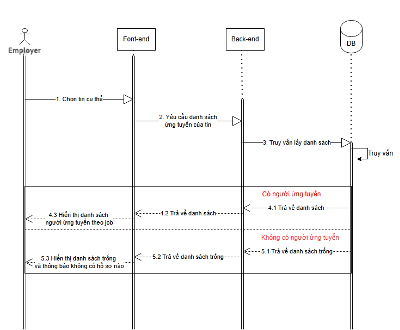 Employer
Font-end
Back-end
DB
1. Chọn tin cụ thể
2. Yêu cầu danh sách
ứng tuyển của tin
3. Truy vấn lấy danh sách
Truy vấn
Có người ứng tuyển
4.1 Trả về danh sách
4.2 Trả về danh sách
4.3 Hiển thị danh sách
người ứng tuyển theo job
Không có người ứng tuyển
5.1 Trả về danh sách trống
5.2 Trả về danh sách trống
5.3 Hiển thị danh sách trống
và thông báo không có hồ sơ nào